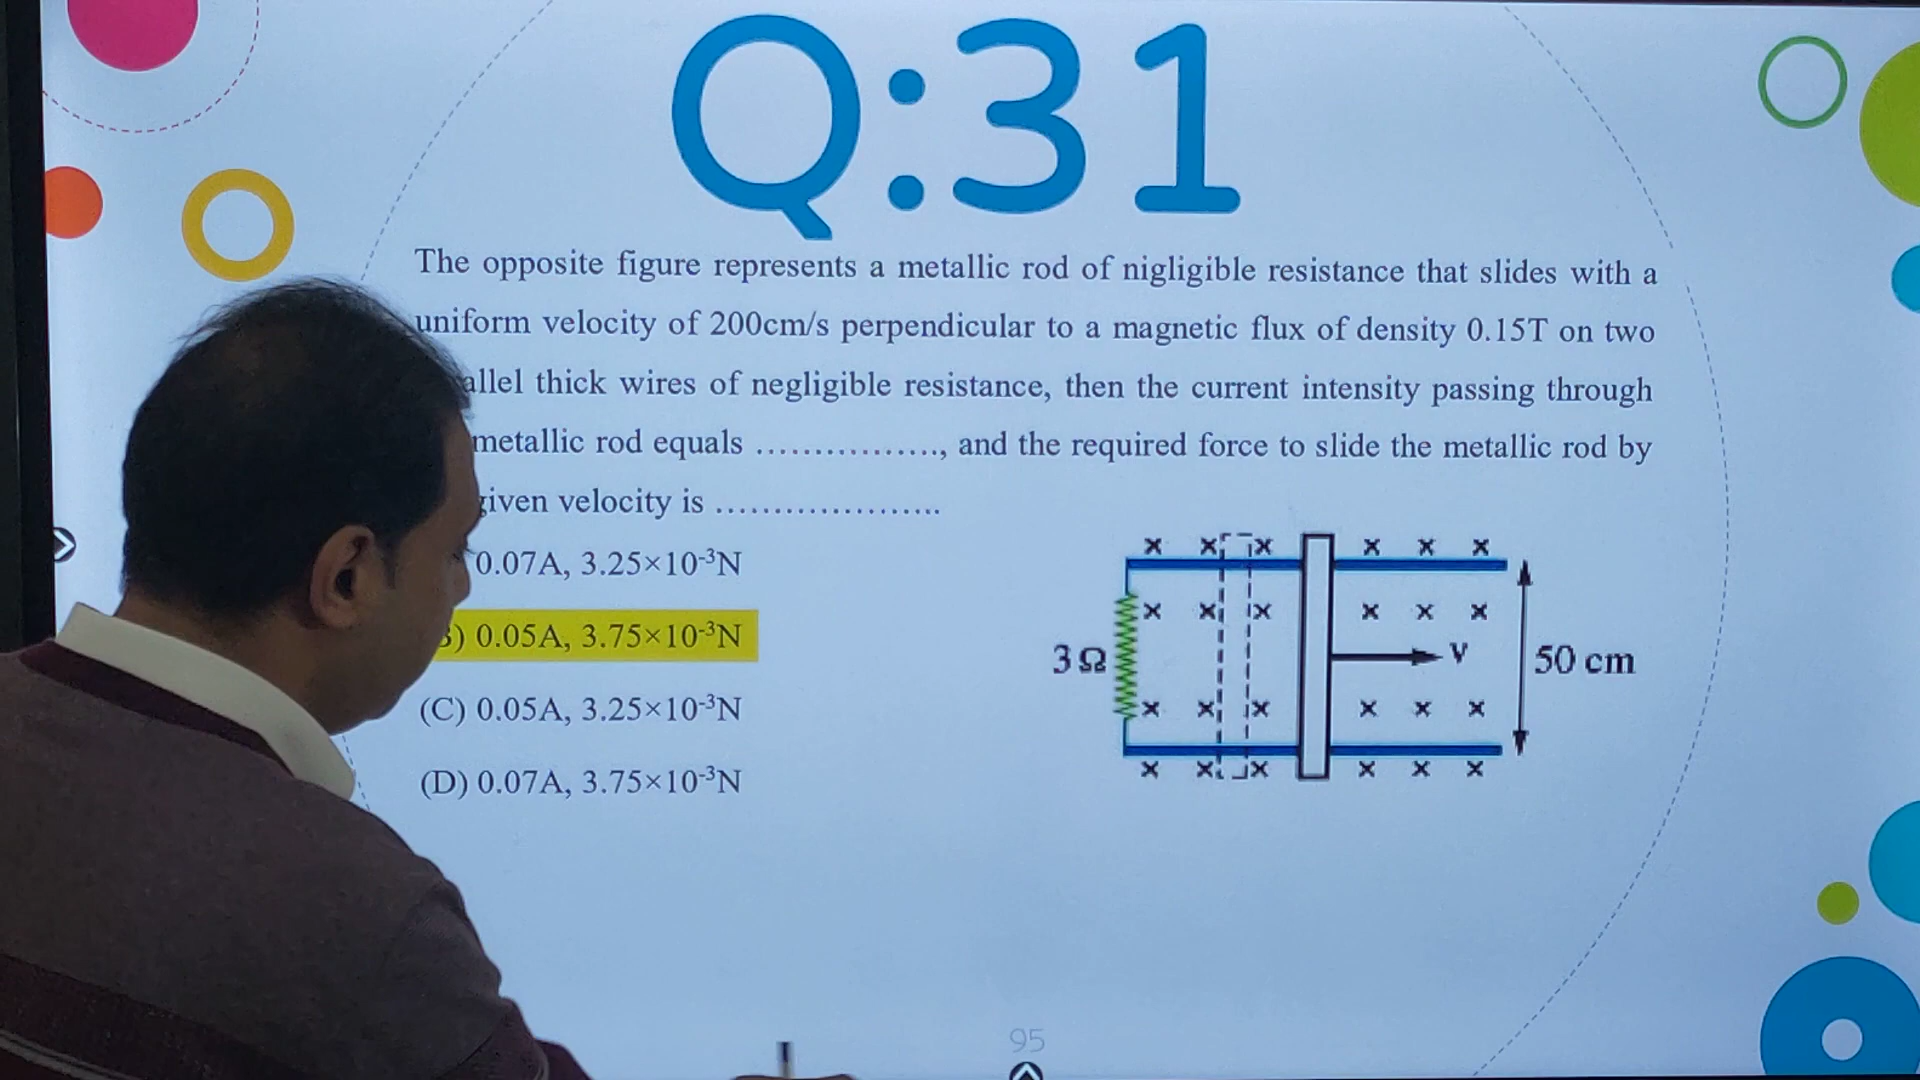 Q:31
The opposite figure represents a metallic rod of nigligible resistance that slides with a
uniform velocity of 200cm/s perpendicular to a magnetic flux of density 0.15T on two
allel thick wires of negligible resistance, then the current intensity passing through
metallic rod equals ................, and the required force to slide the metallic rod by
given velocity is ....................
0.07A, 3.25×10⁻³N
B) 0.05A, 3.75×10⁻³N
(C) 0.05A, 3.25×10⁻³N
(D) 0.07A, 3.75×10⁻³N
x x x x x x
x x x x x x
3Ω
V
50 cm
x x x x x x
x x x x x x
95